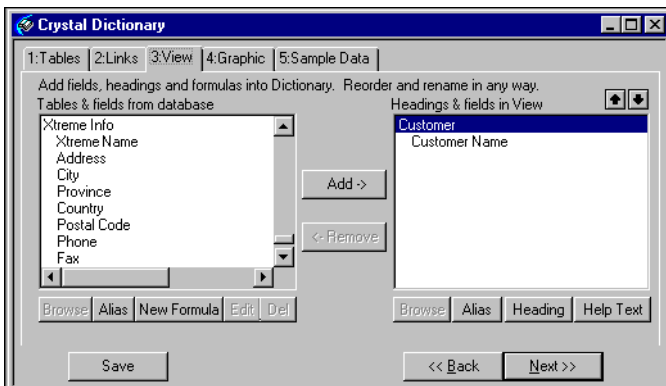 Crystal Dictionary
1:Tables 2:Links 3:View 4:Graphic 5:Sample Data
Add fields, headings and formulas into Dictionary. Reorder and rename in any way.
Tables & fields from database
Headings & fields in View
Xtreme Info
Xtreme Name
Address
City
Province
Country
Postal Code
Phone
Fax
Add ->
<- Remove
Customer
Customer Name
Browse Alias New Formula Edit Del
Browse Alias Heading Help Text
Save
<< Back Next >>